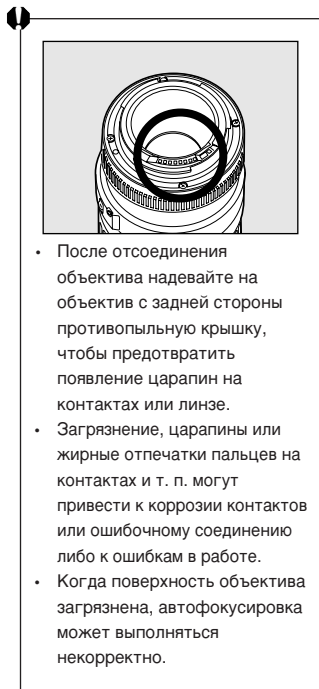 • После отсоединения
объектива надевайте на
объектив с задней стороны
противопыльную крышку,
чтобы предотвратить
появление царапин на
контактах или линзе.
• Загрязнение, царапины или
жирные отпечатки пальцев на
контактах и т. п. могут
привести к коррозии контактов
или ошибочному соединению
либо к ошибкам в работе.
• Когда поверхность объектива
загрязнена, автофокусировка
может выполняться
некорректно.